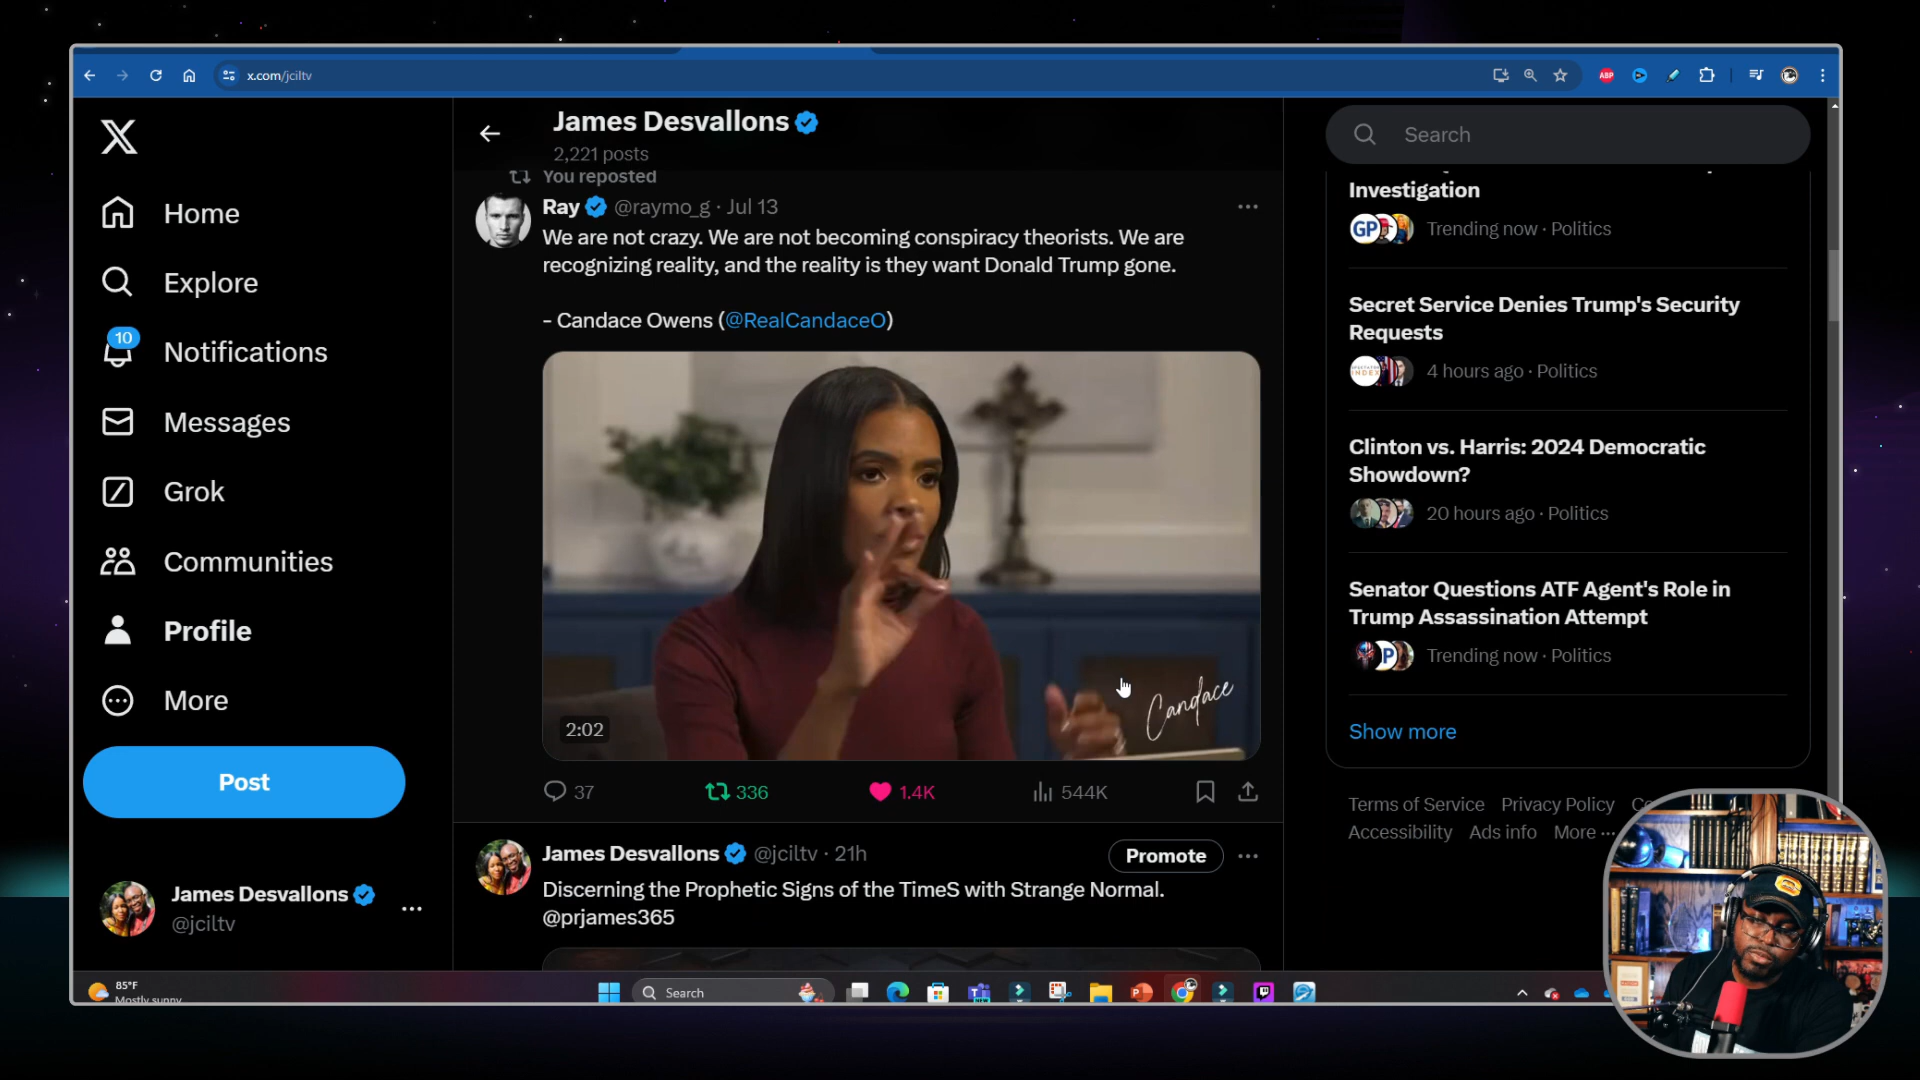 x.com/jciltv
ABP
James Desvallons
2,221 posts
Search
Home
Explore
10
Notifications
Messages
Grok
Communities
Profile
More
Post
James Desvallons
@jciltv
You reposted
Ray @raymo_g · Jul 13
We are not crazy. We are not becoming conspiracy theorists. We are
recognizing reality, and the reality is they want Donald Trump gone.
- Candace Owens (@RealCandaceO)
Candace
2:02
37 336 1.4K 544K
James Desvallons @jciltv · 21h
Promote
Discerning the Prophetic Signs of the TimeS with Strange Normal.
@prjames365
Investigation
GP
Trending now · Politics
Secret Service Denies Trump's Security
Requests
4 hours ago · Politics
Clinton vs. Harris: 2024 Democratic
Showdown?
20 hours ago · Politics
Senator Questions ATF Agent's Role in
Trump Assassination Attempt
P
Trending now · Politics
Show more
Terms of Service Privacy Policy
Accessibility Ads info More ...
85°F
Mostly sunny
Search